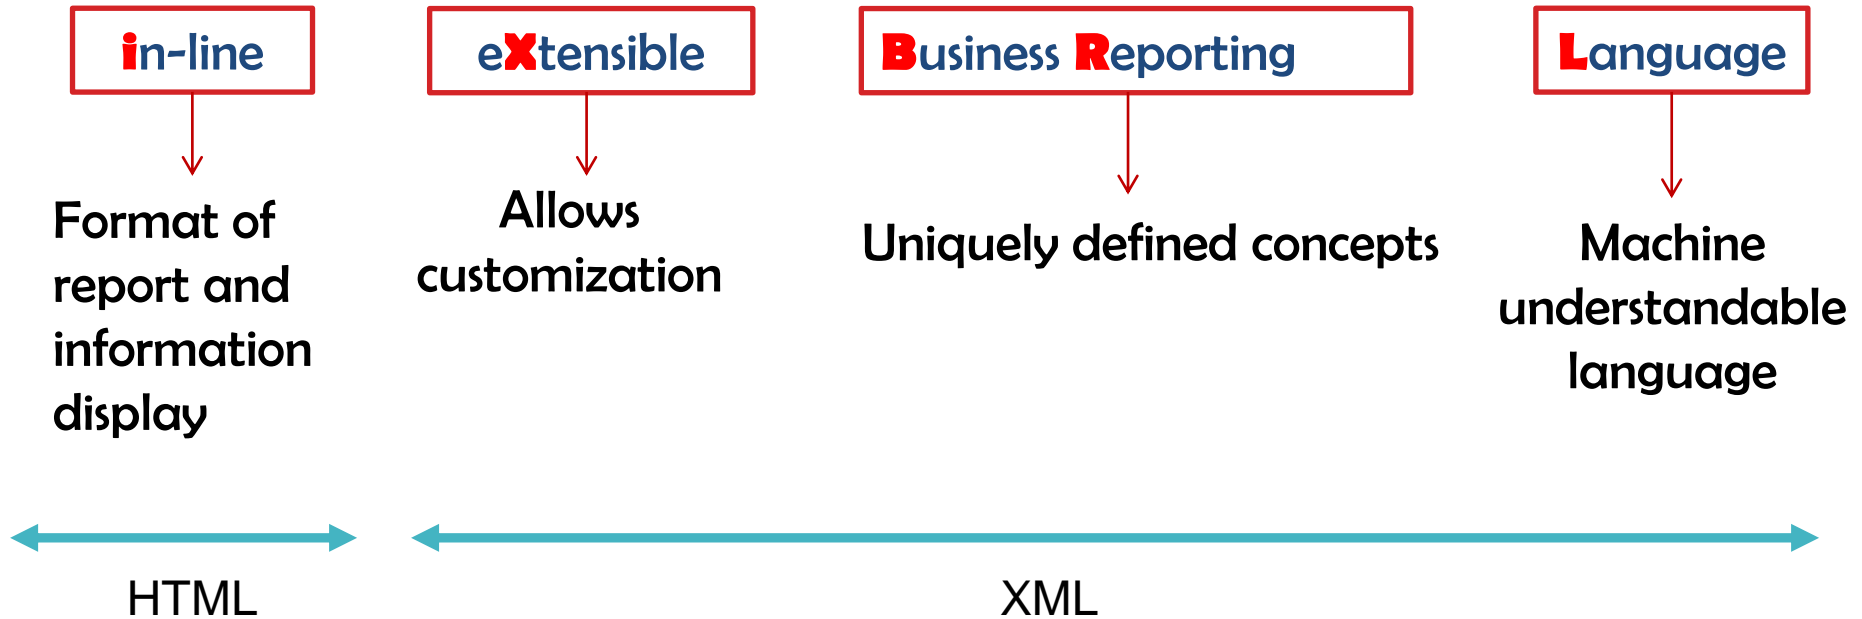 in-line
eXtensible
Business Reporting
Language
Format of
report and
information
display
Allows
customization
Uniquely defined concepts
Machine
understandable
language
HTML
XML